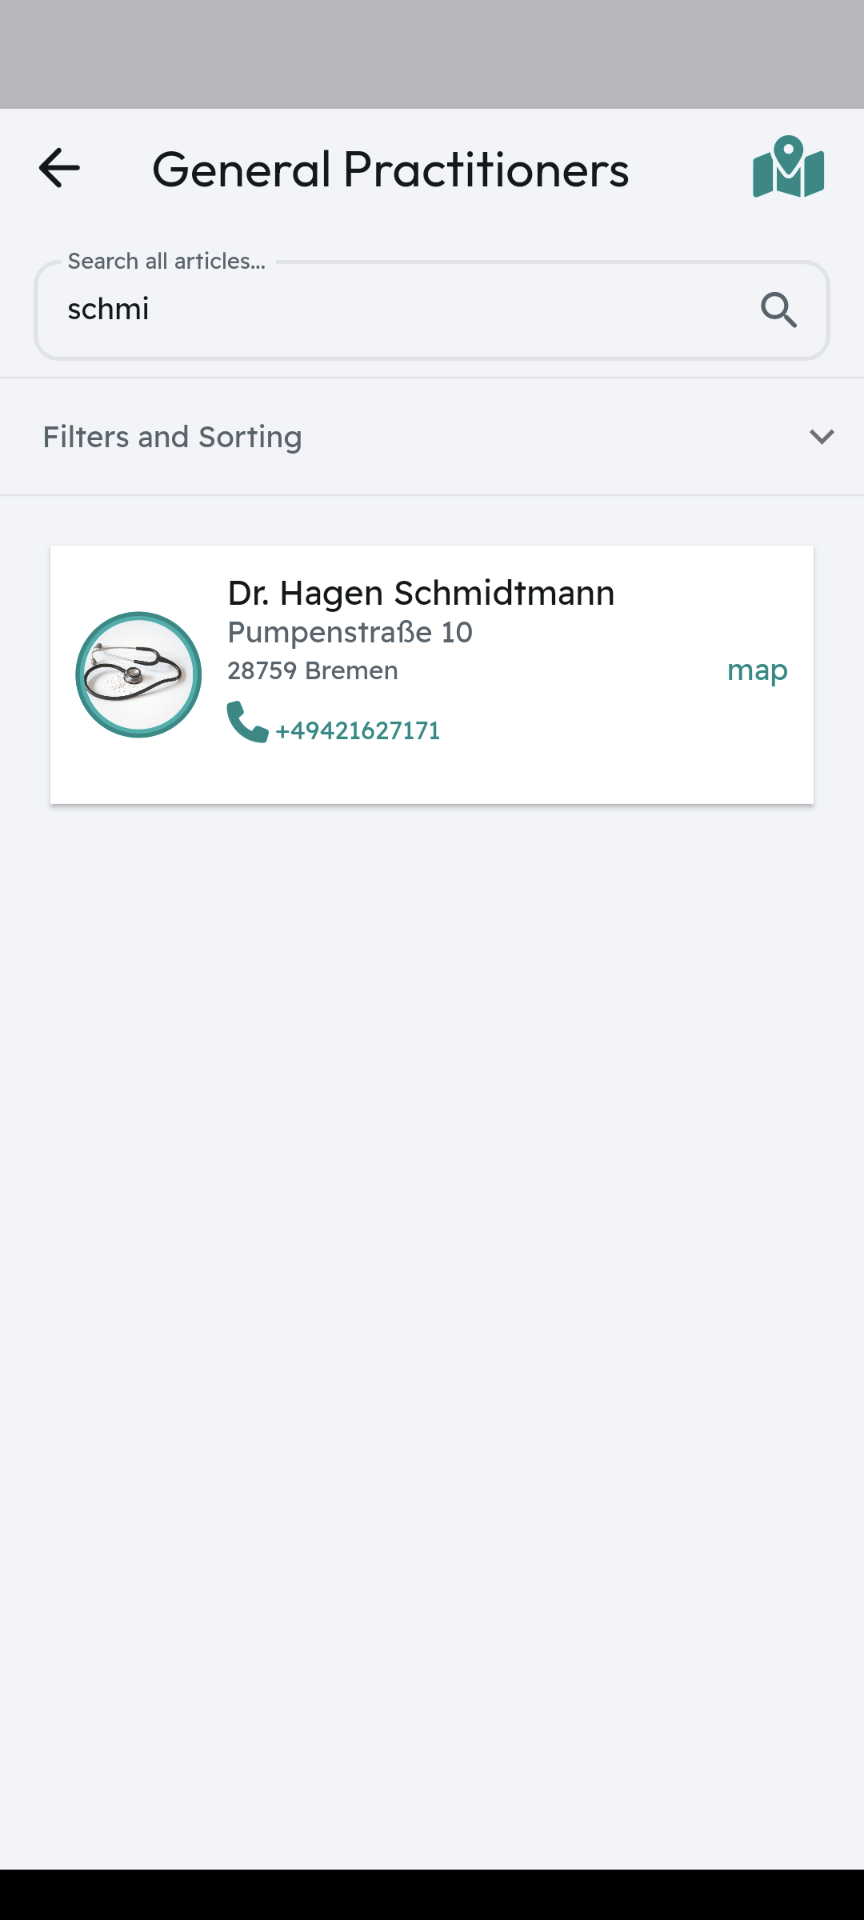 General Practitioners
Search all articles...
schmi
Filters and Sorting
Dr. Hagen Schmidtmann
Pumpenstraße 10
28759 Bremen
map
+49421627171